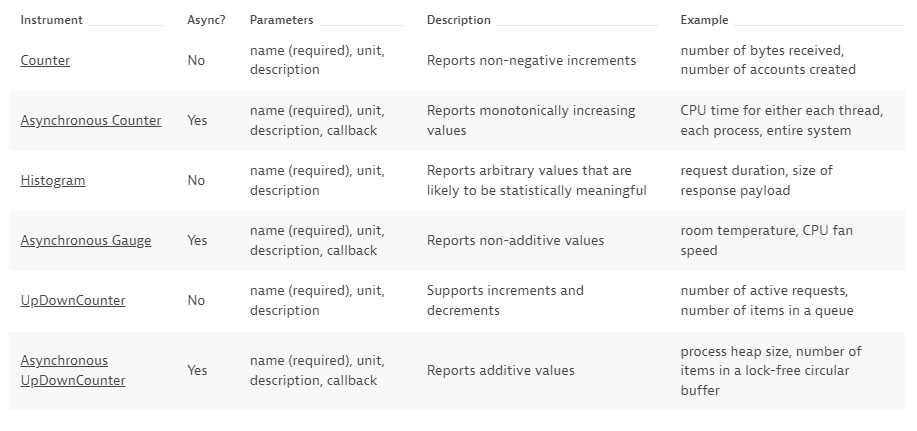 Instrument Async? Parameters Description Example
Counter No name (required), unit, description Reports non-negative increments number of bytes received, number of accounts created
Asynchronous Counter Yes name (required), unit, description, callback Reports monotonically increasing values CPU time for either each thread, each process, entire system
Histogram No name (required), unit, description Reports arbitrary values that are likely to be statistically meaningful request duration, size of response payload
Asynchronous Gauge Yes name (required), unit, description, callback Reports non-additive values room temperature, CPU fan speed
UpDownCounter No name (required), unit, description Supports increments and decrements number of active requests, number of items in a queue
Asynchronous UpDownCounter Yes name (required), unit, description, callback Reports additive values process heap size, number of items in a lock-free circular buffer